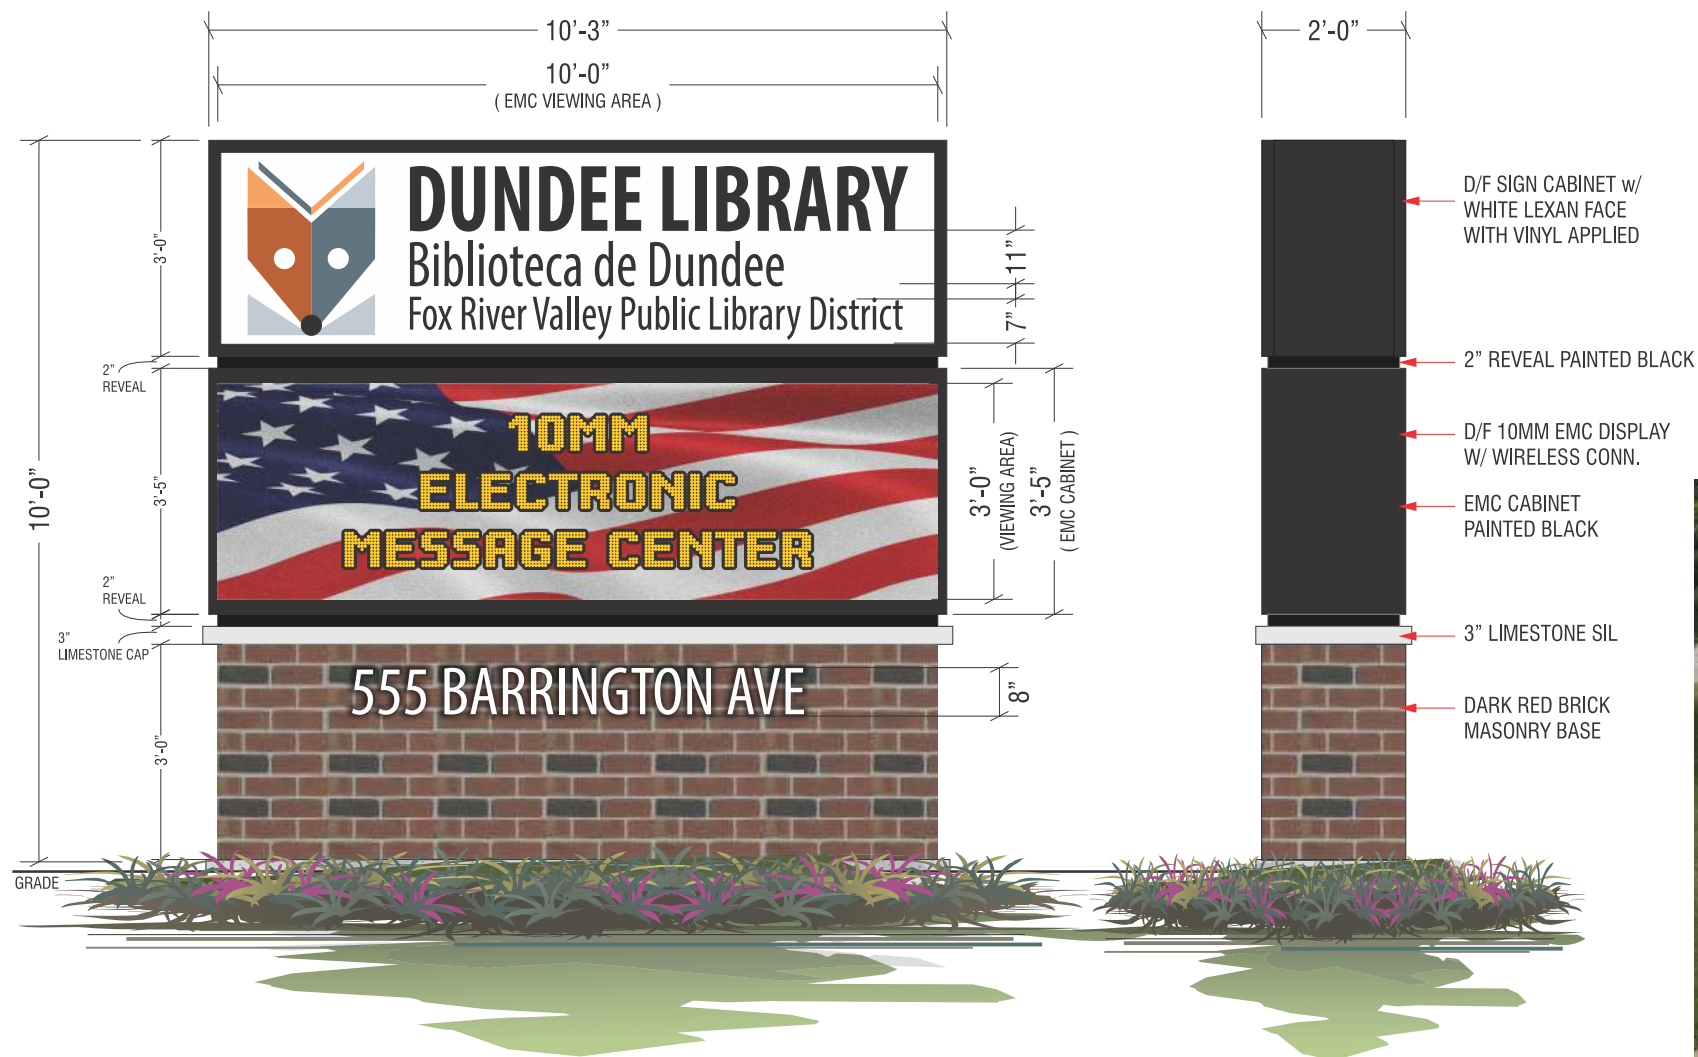 10’-3”
10’-0”
( EMC VIEWING AREA )
2’-0”
DUNDEE LIBRARY
Biblioteca de Dundee
Fox River Valley Public Library District
3’-0”
11”
7”
2”
REVEAL
10’-0”
3’-5”
10MM
ELECTRONIC
MESSAGE CENTER
3’-0”
(VIEWING AREA)
3’-5”
( EMC CABINET )
2”
REVEAL
3”
LIMESTONE CAP
555 BARRINGTON AVE
8”
3’-0”
GRADE
D/F SIGN CABINET w/
WHITE LEXAN FACE
WITH VINYL APPLIED
2” REVEAL PAINTED BLACK
D/F 10MM EMC DISPLAY
W/ WIRELESS CONN.
EMC CABINET
PAINTED BLACK
3” LIMESTONE SIL
DARK RED BRICK
MASONRY BASE